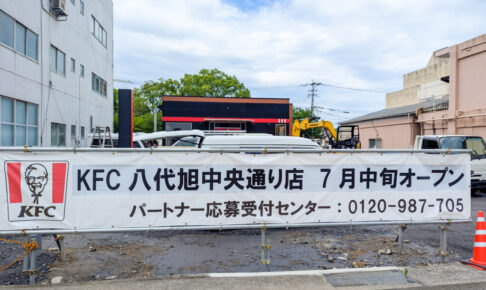 KFC 八代旭中央通り店 7月中旬オープン
パートナー応募受付センター:0120-987-705
KFC